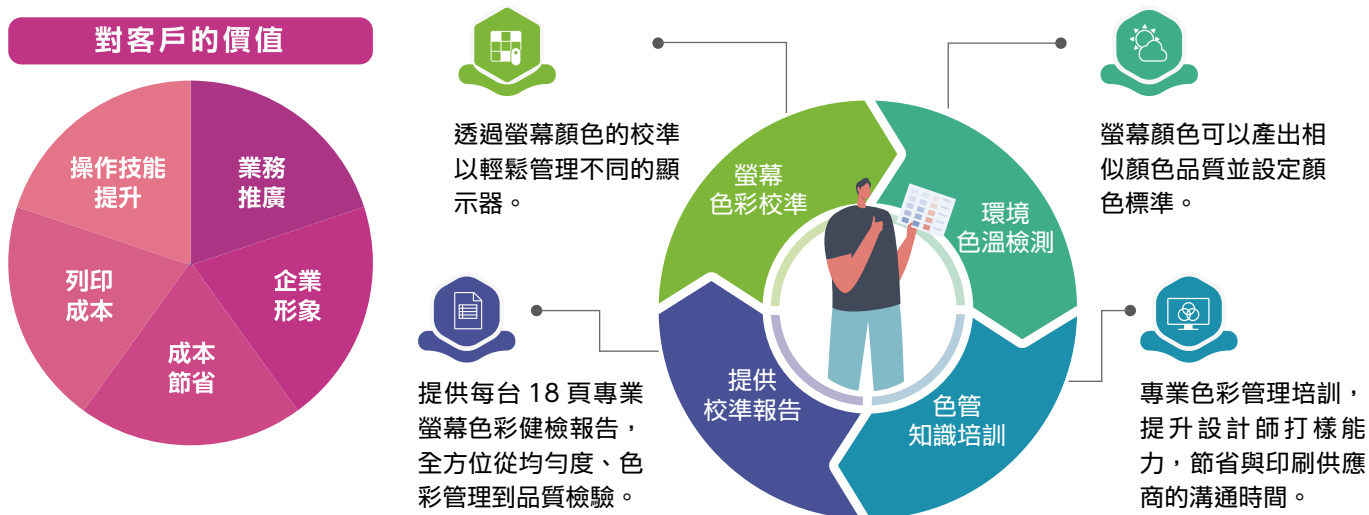 對客戶的價值
操作技能
提升
業務
推廣
列印
成本
企業
形象
成本
節省
透過螢幕顏色的校準
以輕鬆管理不同的顯
示器。
螢幕
色彩校準
環境
色溫檢測
螢幕顏色可以產出相
似顏色品質並設定顏
色標準。
提供每台 18 頁專業
螢幕色彩健檢報告，
全方位從均勻度、色
彩管理到品質檢驗。
提供
校準報告
色管
知識培訓
專業色彩管理培訓，
提升設計師打樣能
力，節省與印刷供應
商的溝通時間。